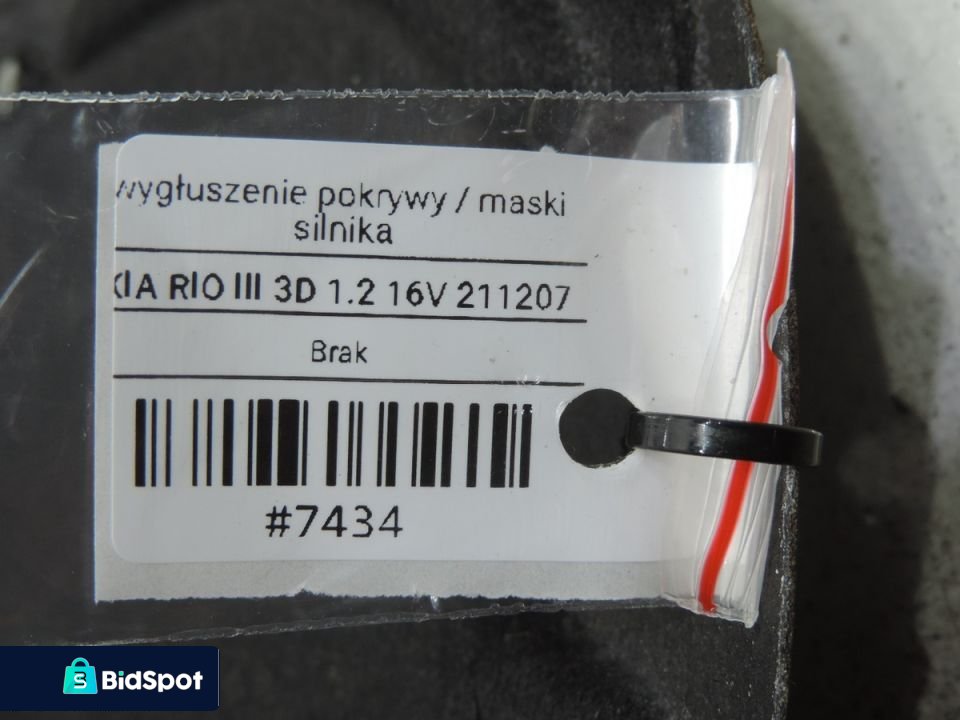 wygłuszenie pokrywy / maski
silnika
KIA RIO III 3D 1.2 16V 211207
Brak
#7434
BidSpot